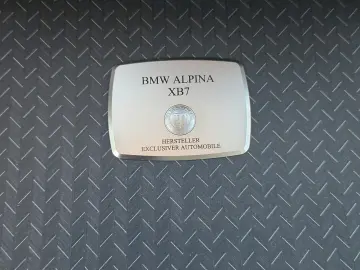 BMW ALPINA
XB7
HERSTELLER
EXCLUSIVER AUTOMOBILE